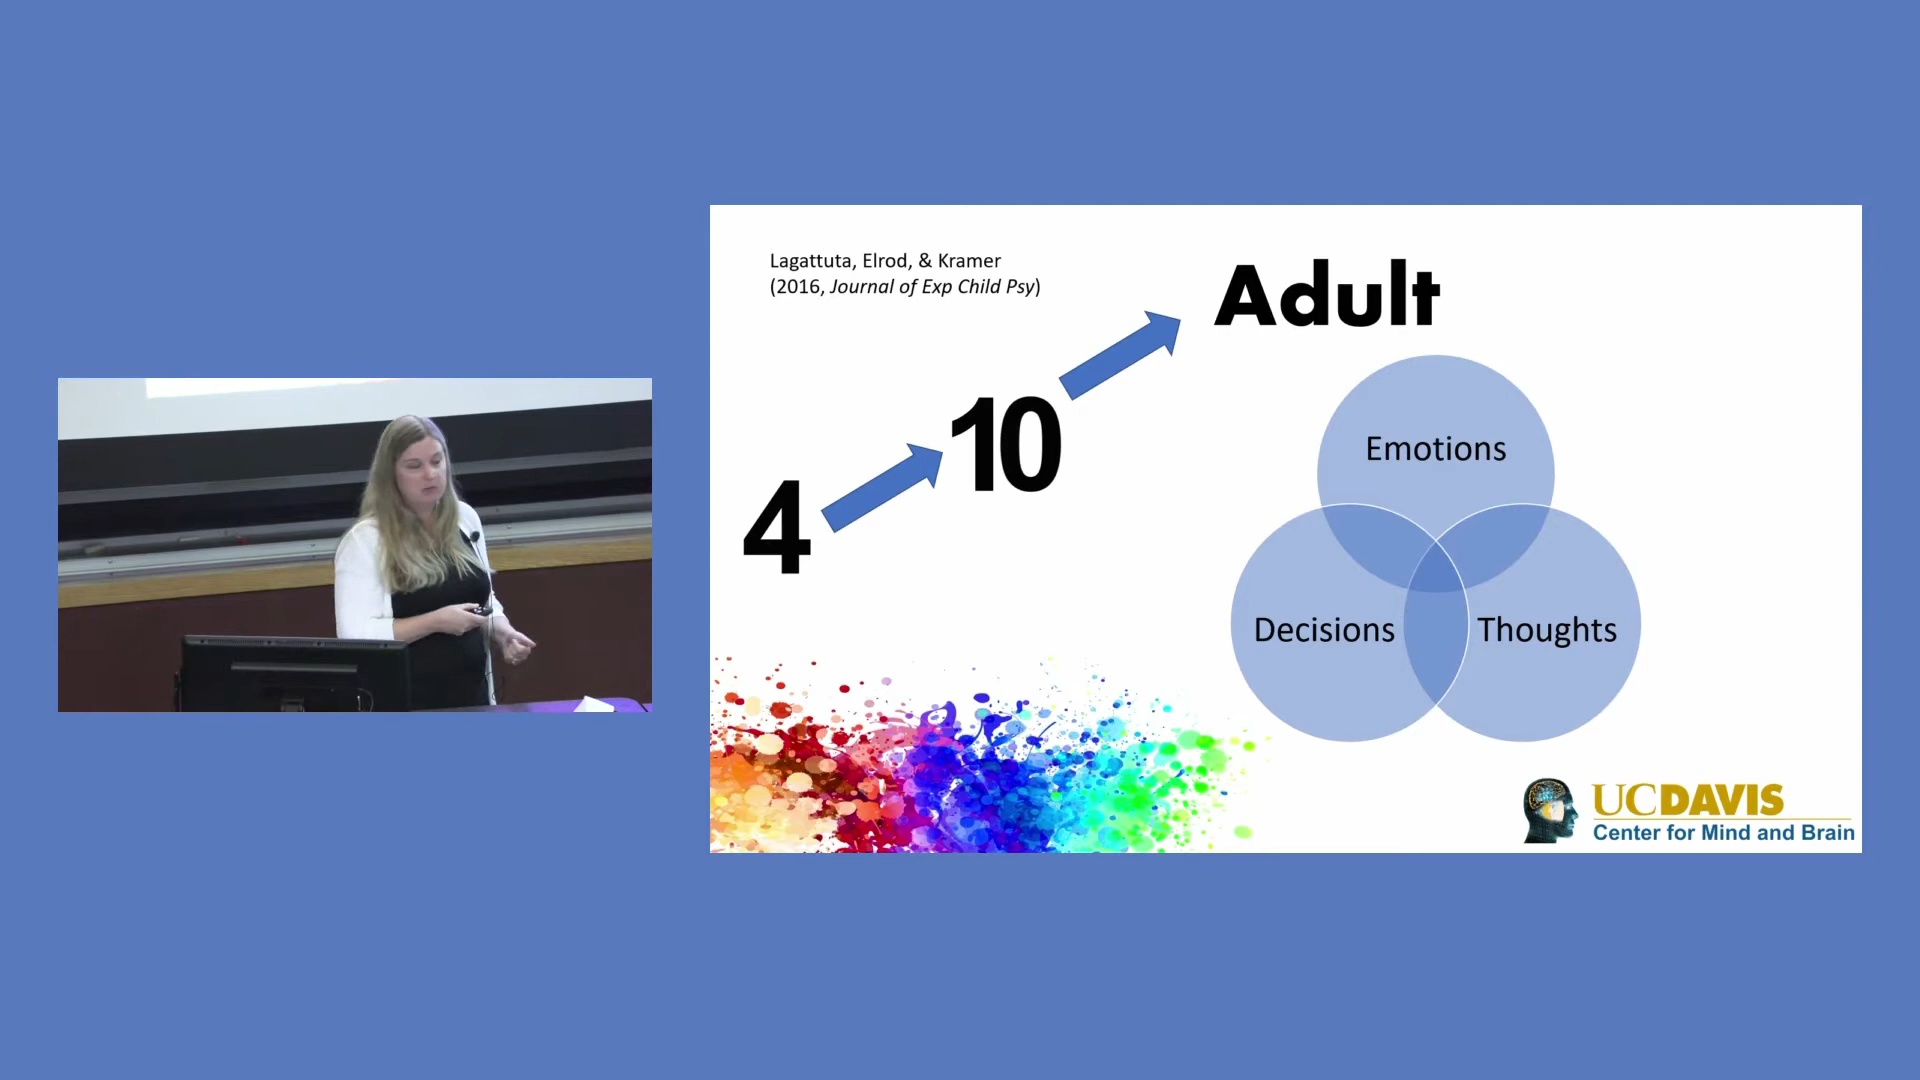 Lagattuta, Elrod, & Kramer
(2016, Journal of Exp Child Psy)
Adult
10
4
Emotions
Decisions
Thoughts
UCDAVIS
Center for Mind and Brain